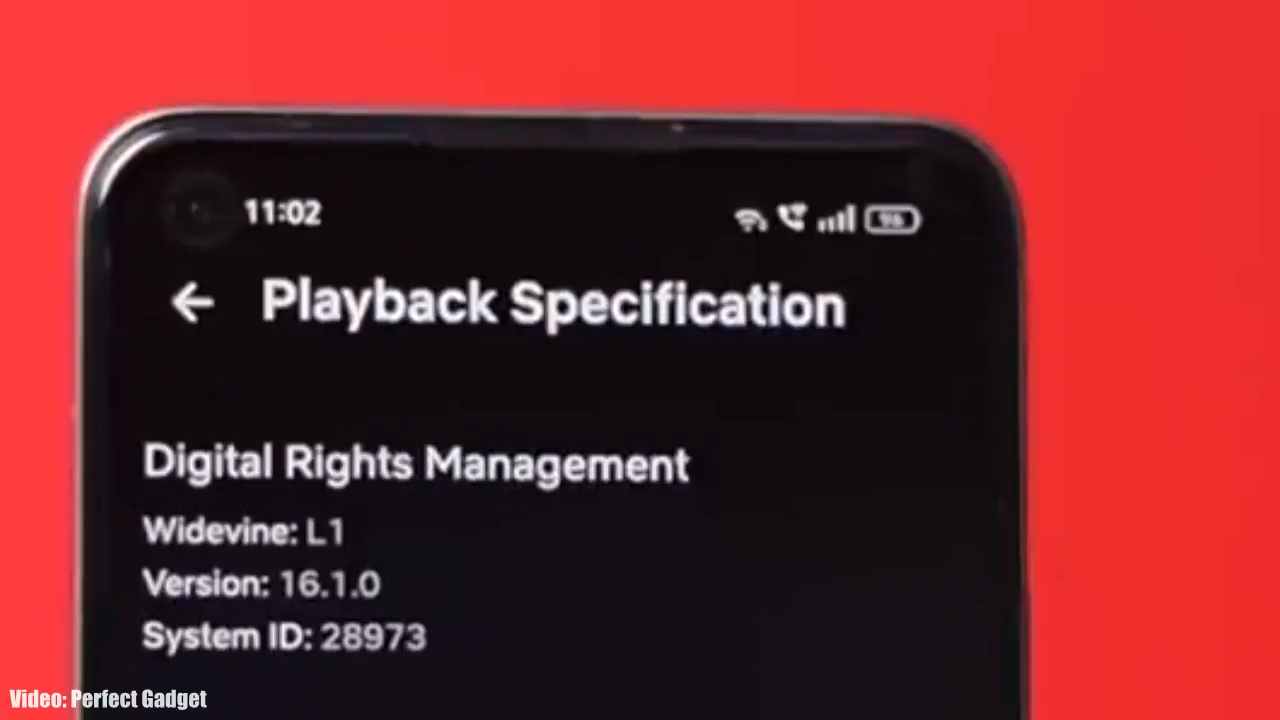 11:02
96
Playback Specification
Digital Rights Management
Widevine: L1
Version: 16.1.0
System ID: 28973
Video: Perfect Gadget